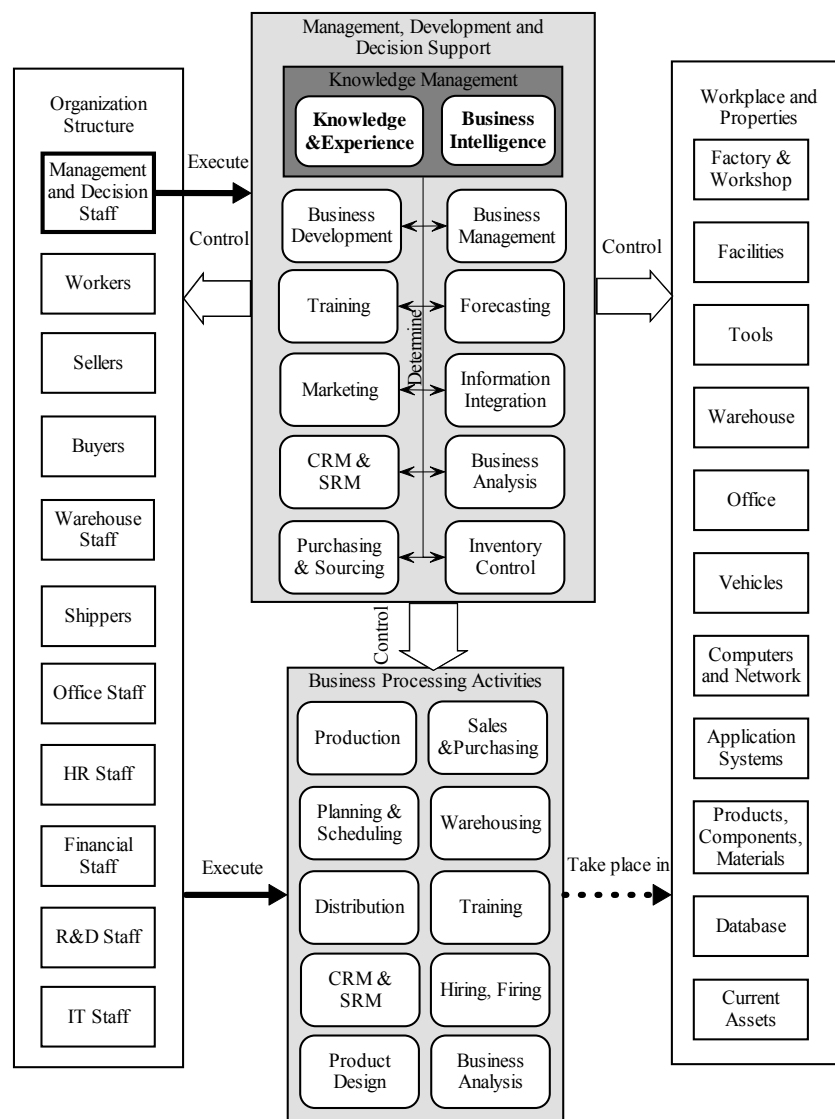 Management, Development and
Decision Support
Knowledge Management
Knowledge
&Experience
Business
Intelligence
Business
Development
Business
Management
Training
Forecasting
Determine
Marketing
Information
Integration
CRM &
SRM
Business
Analysis
Purchasing
& Sourcing
Inventory
Control
Organization
Structure
Management
and Decision
Staff
Workers
Sellers
Buyers
Warehouse
Staff
Shippers
Office Staff
HR Staff
Financial
Staff
R&D Staff
IT Staff
Execute
Control
Control
Control
Execute
Take place in
Business Processing Activities
Production
Sales
&Purchasing
Planning &
Scheduling
Warehousing
Distribution
Training
CRM &
SRM
Hiring, Firing
Product
Design
Business
Analysis
Workplace and
Properties
Factory &
Workshop
Facilities
Tools
Warehouse
Office
Vehicles
Computers
and Network
Application
Systems
Products,
Components,
Materials
Database
Current
Assets